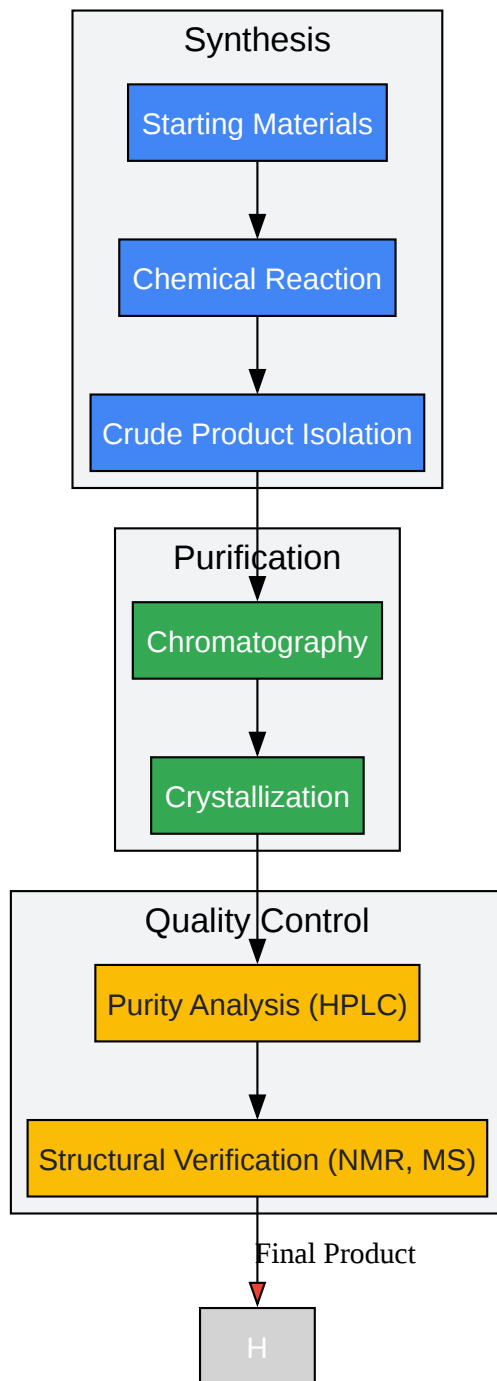 Synthesis
Starting Materials
Chemical Reaction
Crude Product Isolation
Purification
Chromatography
Crystallization
Quality Control
Purity Analysis (HPLC)
Structural Verification (NMR, MS)
Final Product
H